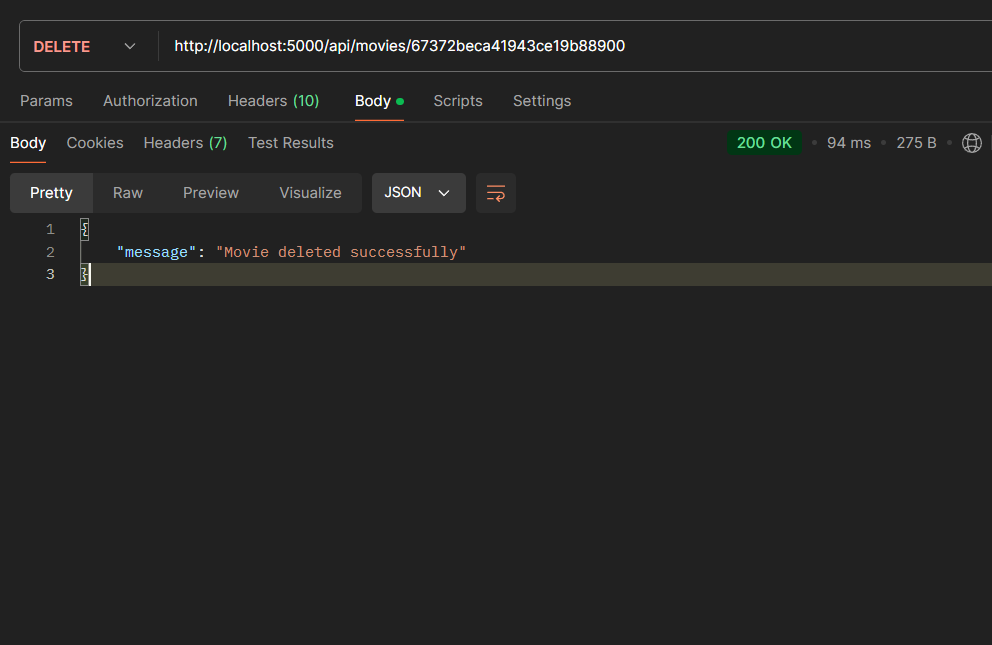 DELETE http://localhost:5000/api/movies/67372beca41943ce19b88900
Params Authorization Headers (10) Body Scripts Settings
Body Cookies Headers (7) Test Results 200 OK 94 ms 275 B
Pretty Raw Preview Visualize JSON
1 {
2 "message": "Movie deleted successfully"
3 }